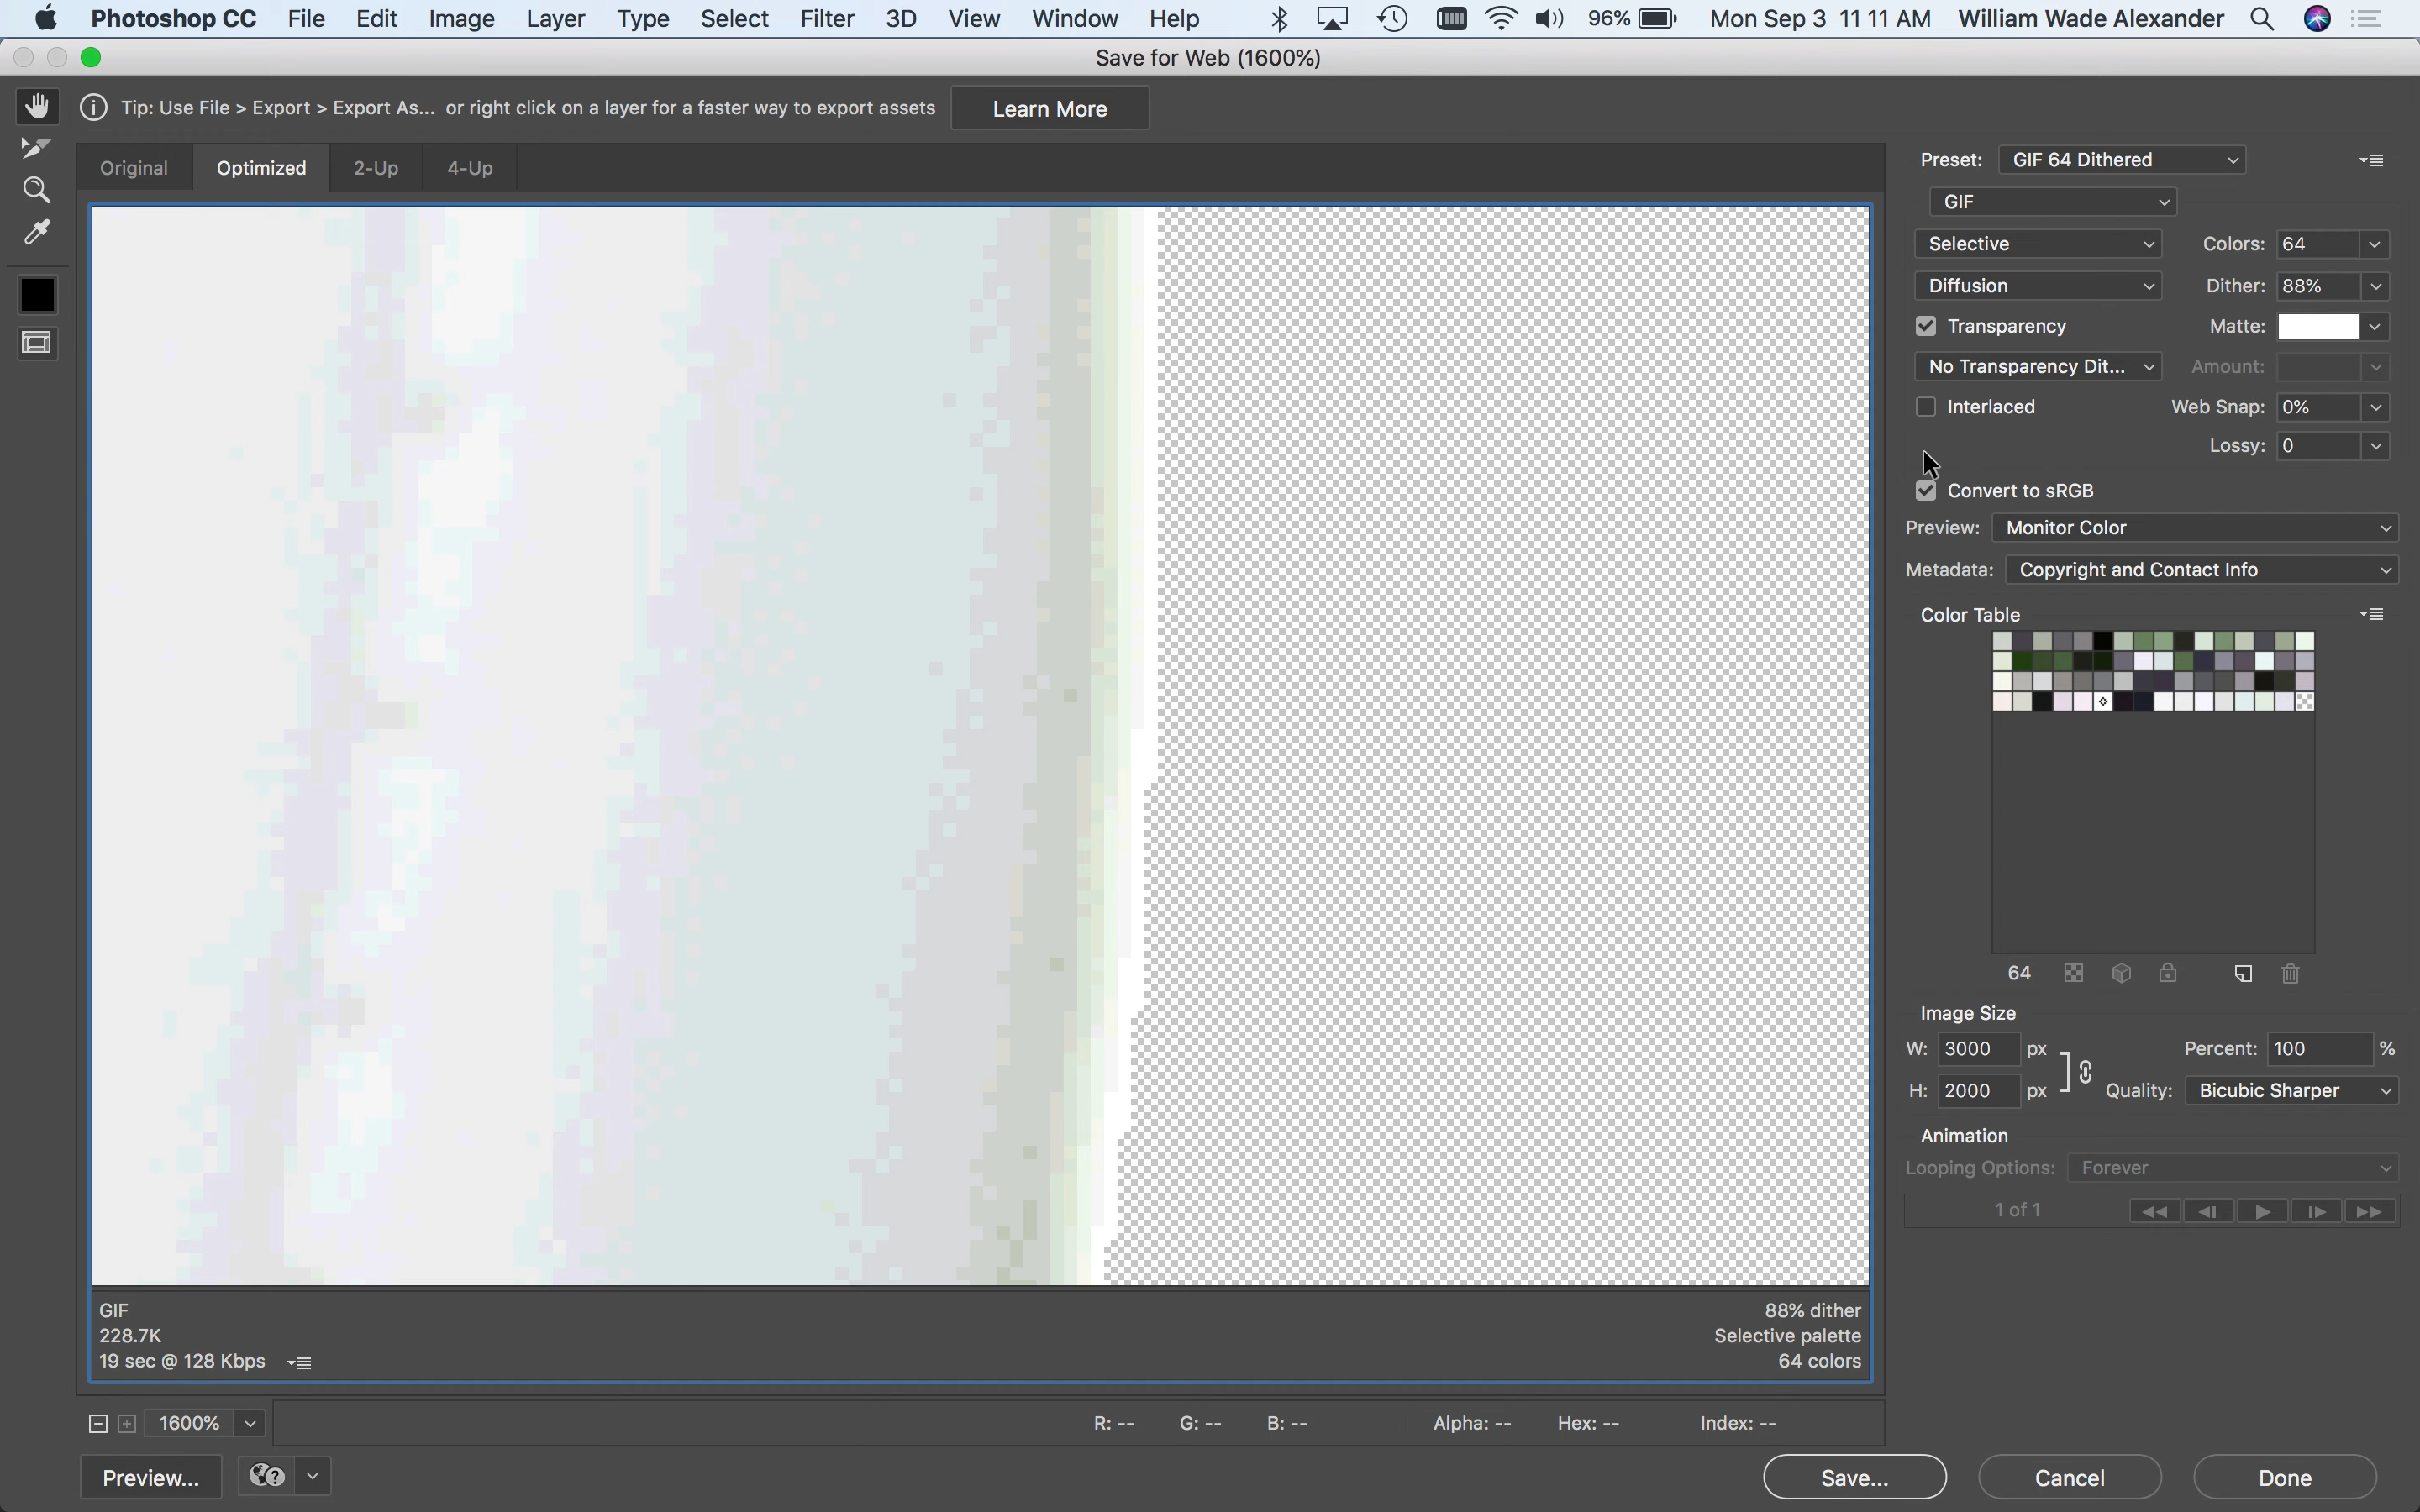 Photoshop CC File Edit Image Layer Type Select Filter 3D View Window Help 96% Mon Sep 3 11 11 AM William Wade Alexander
Save for Web (1600%)
Tip: Use File > Export > Export As... or right click on a layer for a faster way to export assets Learn More
Original Optimized 2-Up 4-Up
Preset: GIF 64 Dithered
GIF
Selective Colors: 64
Diffusion Dither: 88%
Transparency Matte:
No Transparency Dit... Amount:
Interlaced Web Snap: 0%
Lossy: 0
Convert to sRGB
Preview: Monitor Color
Metadata: Copyright and Contact Info
Color Table
64
Image Size
W: 3000 px Percent: 100 %
H: 2000 px Quality: Bicubic Sharper
Animation
Looping Options: Forever
1 of 1
GIF
228.7K
19 sec @ 128 Kbps
88% dither
Selective palette
64 colors
1600% R: -- G: -- B: -- Alpha: -- Hex: -- Index: --
Preview... ? Save... Cancel Done